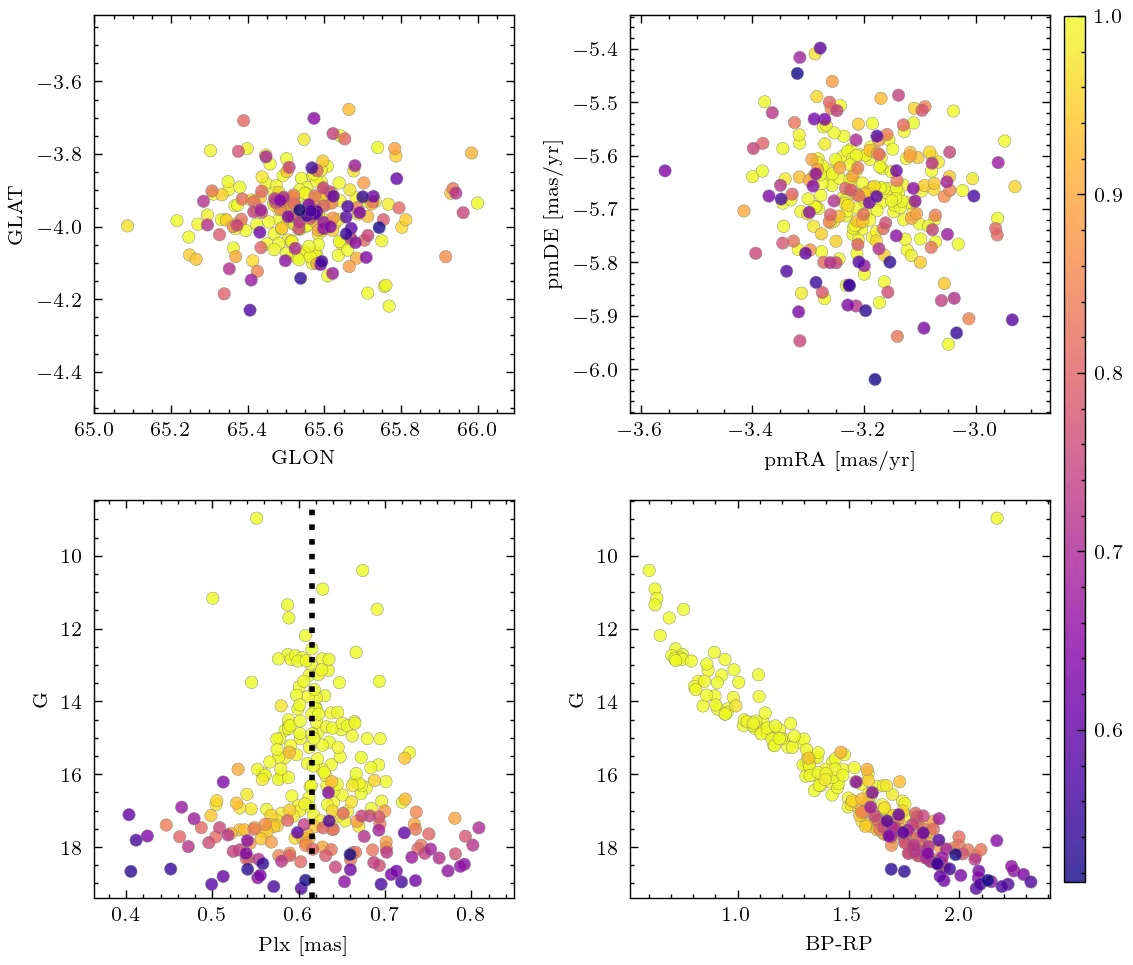 −3.6
−3.8
−4.0
−4.2
−4.4
GLAT
65.0 65.2 65.4 65.6 65.8 66.0
GLON
−5.4
−5.5
−5.6
−5.7
−5.8
−5.9
−6.0
pmDE [mas/yr]
−3.6 −3.4 −3.2 −3.0
pmRA [mas/yr]
1.0
0.9
0.8
0.7
0.6
10
12
14
16
18
G
0.4 0.5 0.6 0.7 0.8
Plx [mas]
10
12
14
16
18
G
1.0 1.5 2.0
BP-RP